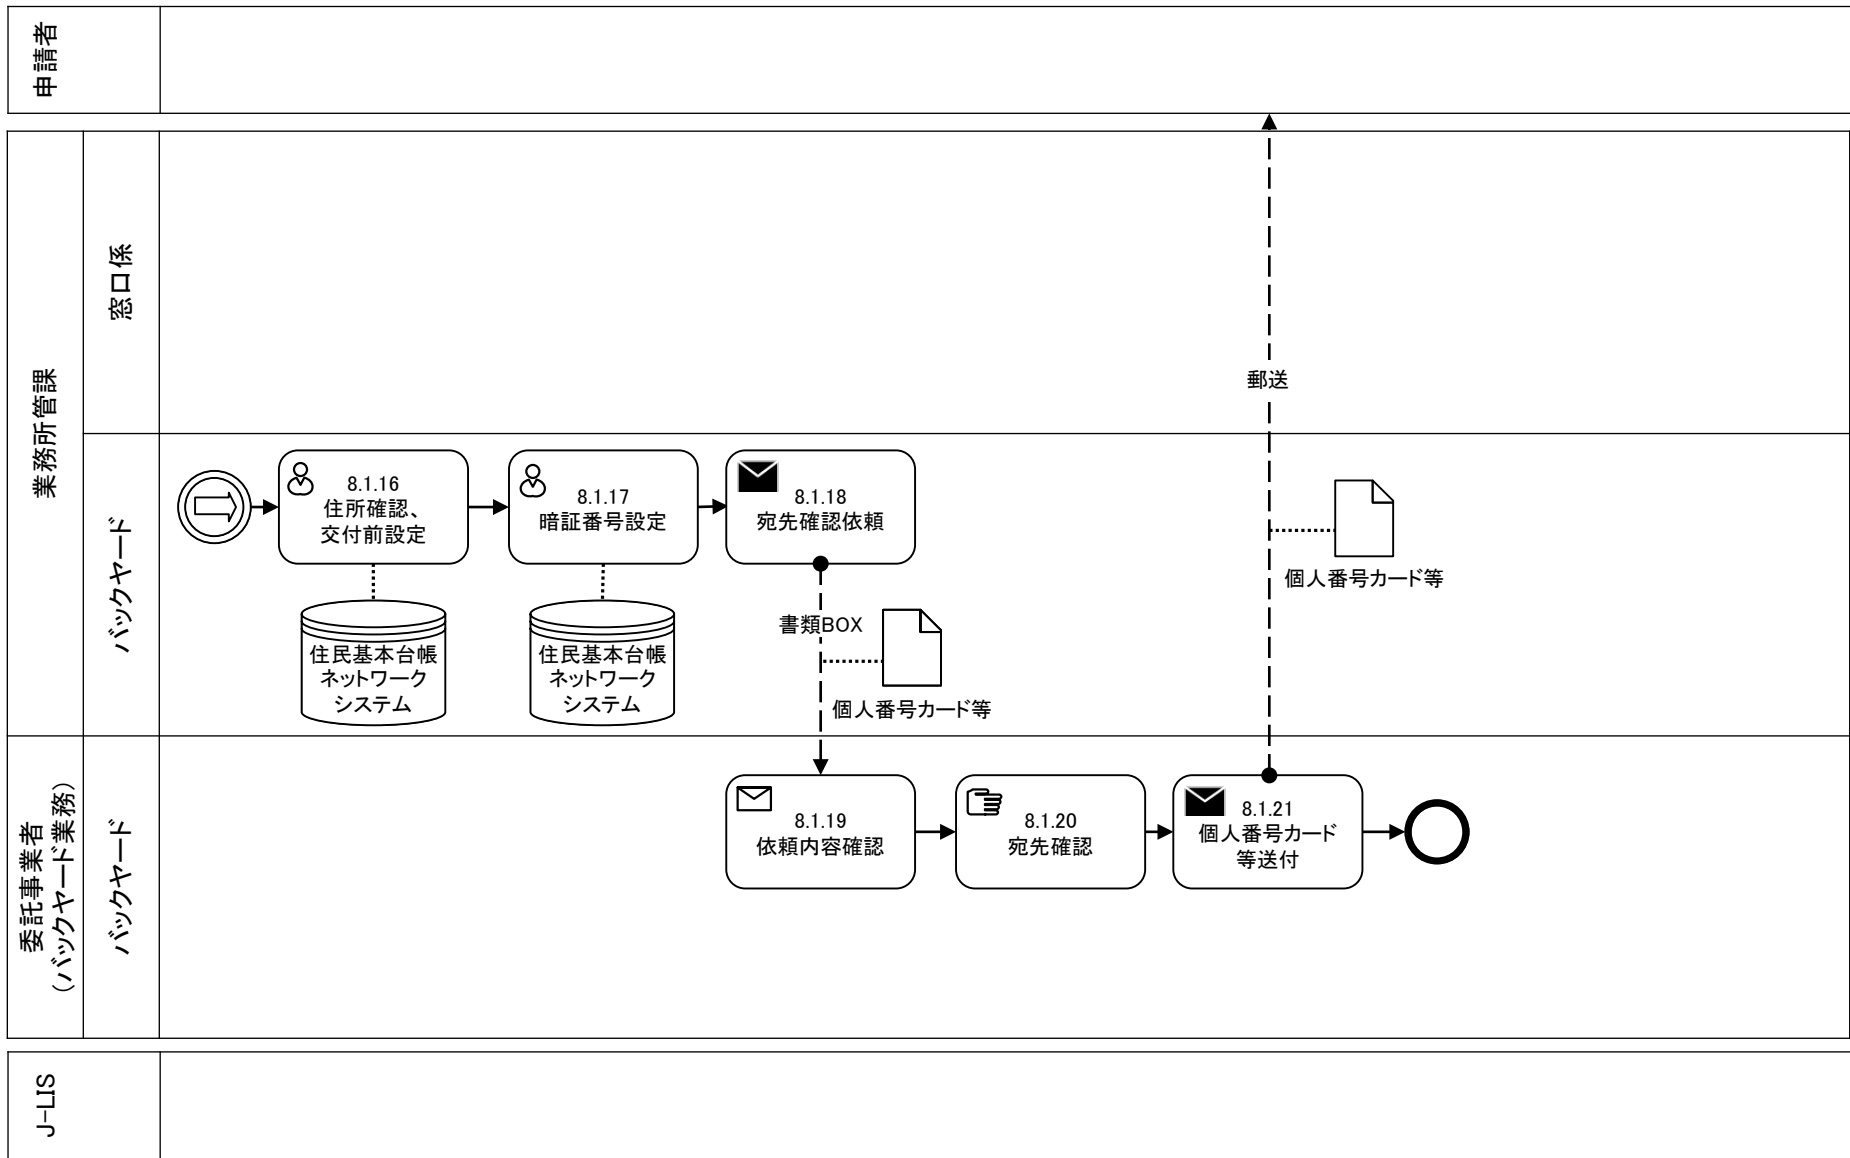 申請者
業務所管課
窓口係
郵送
バックヤード
8.1.16
住所確認、
交付前設定
8.1.17
暗証番号設定
8.1.18
宛先確認依頼
住民基本台帳
ネットワーク
システム
住民基本台帳
ネットワーク
システム
書類BOX
個人番号カード等
個人番号カード等
委託事業者
（バックヤード業務）
バックヤード
8.1.19
依頼内容確認
8.1.20
宛先確認
8.1.21
個人番号カード
等送付
J-LIS